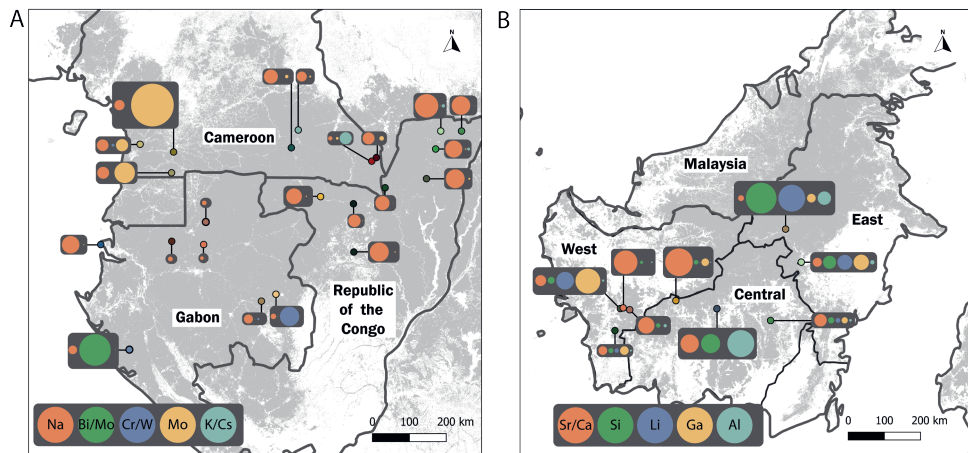 A
N
Cameroon
Gabon
Republic
of the
Congo
Na
Bi/Mo
Cr/W
Mo
K/Cs
0
100
200 km
B
N
Malaysia
East
West
Central
Sr/Ca
Si
Li
Ga
Al
0
100
200 km